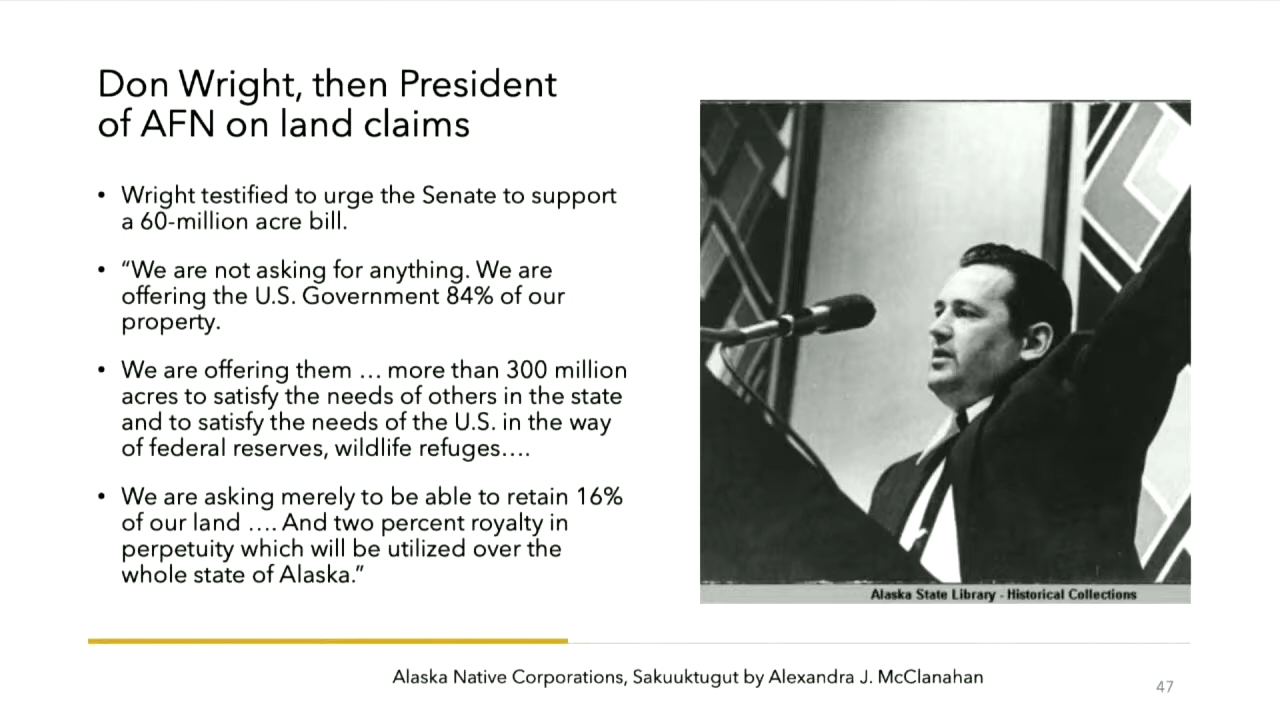 Don Wright, then President
of AFN on land claims
• Wright testified to urge the Senate to support
a 60-million acre bill.
• “We are not asking for anything. We are
offering the U.S. Government 84% of our
property.
• We are offering them … more than 300 million
acres to satisfy the needs of others in the state
and to satisfy the needs of the U.S. in the way
of federal reserves, wildlife refuges….
• We are asking merely to be able to retain 16%
of our land …. And two percent royalty in
perpetuity which will be utilized over the
whole state of Alaska.”
Alaska State Library - Historical Collections
Alaska Native Corporations, Sakuuktugut by Alexandra J. McClanahan
47